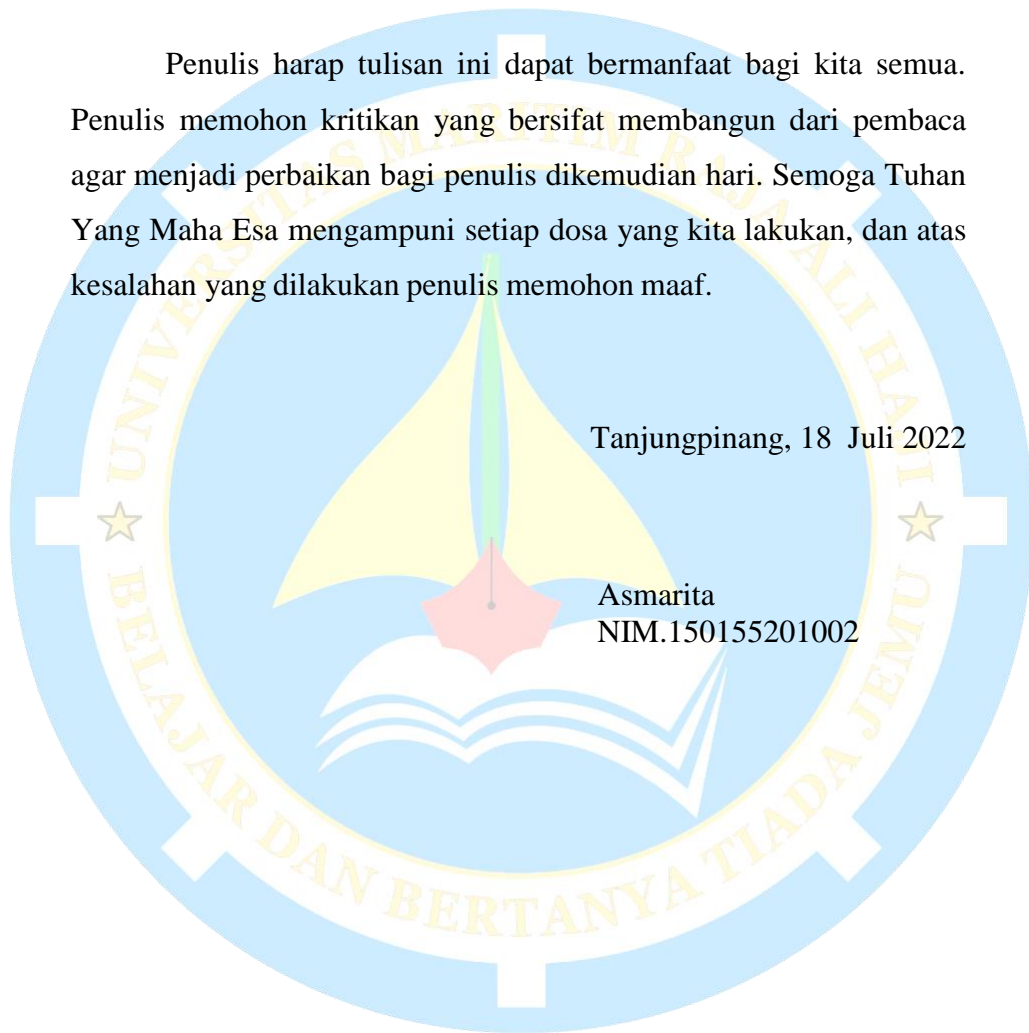 Penulis harap tulisan ini dapat bermanfaat bagi kita semua.
Penulis memohon kritikan yang bersifat membangun dari pembaca
agar menjadi perbaikan bagi penulis dikemudian hari. Semoga Tuhan
Yang Maha Esa mengampuni setiap dosa yang kita lakukan, dan atas
kesalahan yang dilakukan penulis memohon maaf.
Tanjungpinang, 18 Juli 2022
Asmarita
NIM.150155201002
UNIVERSITAS MARITIM RAJA ALI HAJI
BELAJAR DAN BERTANYA TIADA JEMU